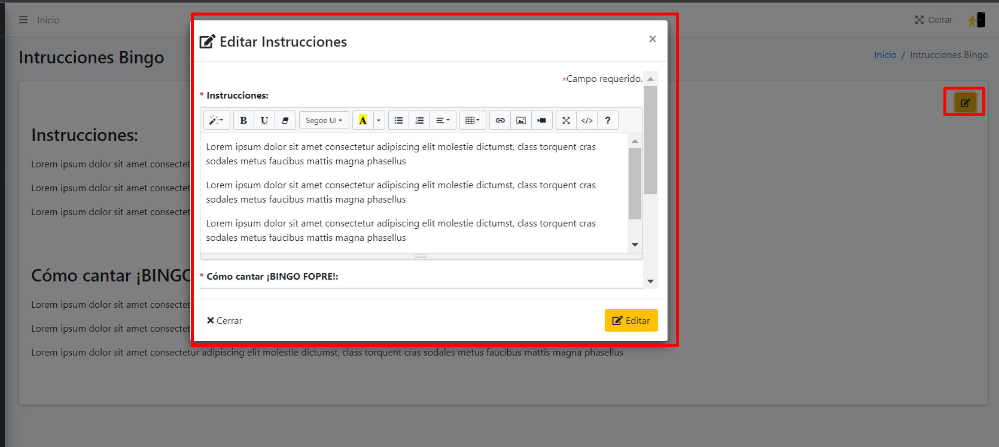 Inicio
Cerrar
Intrucciones Bingo
Inicio / Intrucciones Bingo
Editar Instrucciones
×
*Campo requerido.
* Instrucciones:
B U Segoe UI A </> ?
Lorem ipsum dolor sit amet consectetur adipiscing elit molestie dictumst, class torquent cras
sodales metus faucibus mattis magna phasellus
Lorem ipsum dolor sit amet consectetur adipiscing elit molestie dictumst, class torquent cras
sodales metus faucibus mattis magna phasellus
Lorem ipsum dolor sit amet consectetur adipiscing elit molestie dictumst, class torquent cras
sodales metus faucibus mattis magna phasellus
* Cómo cantar ¡BINGO FOPRE!:
Cerrar
Editar
Instrucciones:
Lorem ipsum dolor sit amet consectet
Lorem ipsum dolor sit amet consectet
Lorem ipsum dolor sit amet consectet
Cómo cantar ¡BINGO
Lorem ipsum dolor sit amet consectet
Lorem ipsum dolor sit amet consectet
Lorem ipsum dolor sit amet consectetur adipiscing elit molestie dictumst, class torquent cras sodales metus faucibus mattis magna phasellus